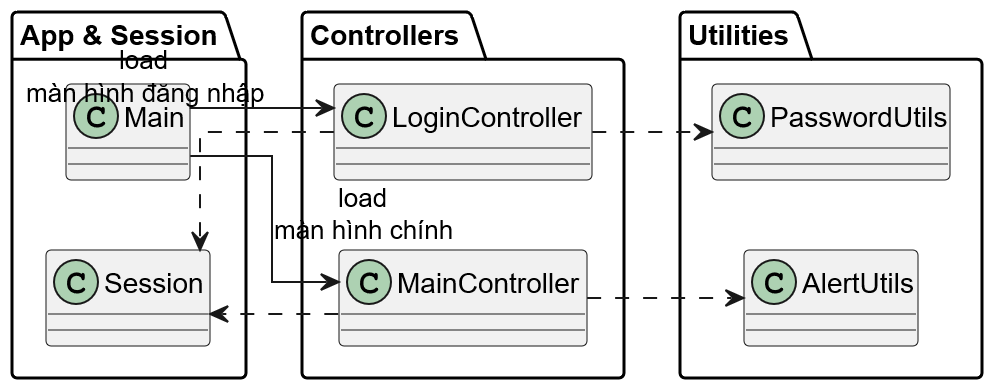 App & Session
Controllers
Utilities
load
màn hình đăng nhập
C Main
C LoginController
C PasswordUtils
load
màn hình chính
C Session
C MainController
C AlertUtils